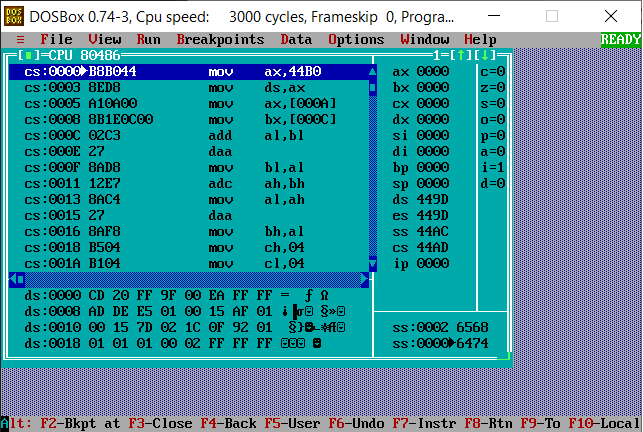 DOSBox 0.74-3, Cpu speed: 3000 cycles, Frameskip 0, Progra...
≡ File View Run Breakpoints Data Options Window Help READY
[■]=CPU 80486 1=[↑][↓]
cs:0000►B8B044 mov ax,44B0 ax 0000 c=0
cs:0003 8ED8 mov ds,ax bx 0000 z=0
cs:0005 A10A00 mov ax,[000A] cx 0000 s=0
cs:0008 8B1E0C00 mov bx,[000C] dx 0000 o=0
cs:000C 02C3 add al,bl si 0000 p=0
cs:000E 27 daa di 0000 a=0
cs:000F 8AD8 mov bl,al bp 0000 i=1
cs:0011 12E7 adc ah,bh sp 0000 d=0
cs:0013 8AC4 mov al,ah ds 449D
cs:0015 27 daa es 449D
cs:0016 8AF8 mov bh,al ss 44AC
cs:0018 B504 mov ch,04 cs 44AD
cs:001A B104 mov cl,04 ip 0000
ds:0000 CD 20 FF 9F 00 EA FF FF = ƒ Ω
ds:0008 AD DE E5 01 00 15 AF 01 ¡▐σ☺ §»☺
ds:0010 00 15 7D 02 1C 0F 92 01 §}☻∟☼Æ☺ ss:0002 6568
ds:0018 01 01 01 00 02 FF FF FF ☺☺☺ ☻ ss:0000►6474
Alt: F2-Bkpt at F3-Close F4-Back F5-User F6-Undo F7-Instr F8-Rtn F9-To F10-Local